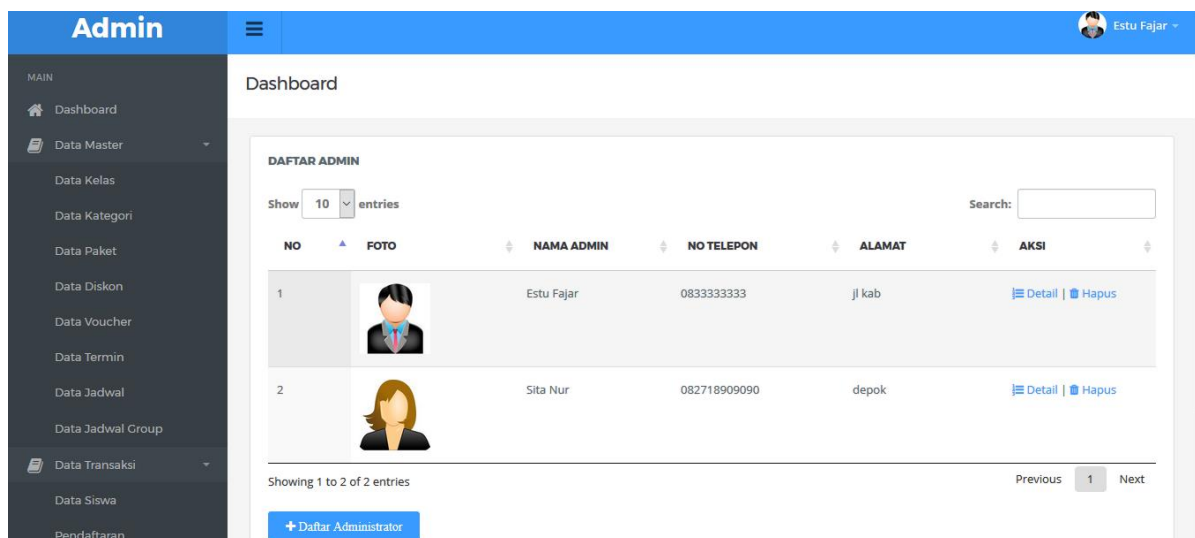 Admin
Estu Fajar
MAIN
Dashboard
Data Master
Data Kelas
Data Kategori
Data Paket
Data Diskon
Data Voucher
Data Termin
Data Jadwal
Data Jadwal Group
Data Transaksi
Data Siswa
Pendaftaran
Dashboard
DAFTAR ADMIN
Show 10 entries
Search:
NO FOTO NAMA ADMIN NO TELEPON ALAMAT AKSI
1 Estu Fajar 0833333333 jl kab Detail | Hapus
2 Sita Nur 082718909090 depok Detail | Hapus
Showing 1 to 2 of 2 entries
Previous 1 Next
+ Daftar Administrator